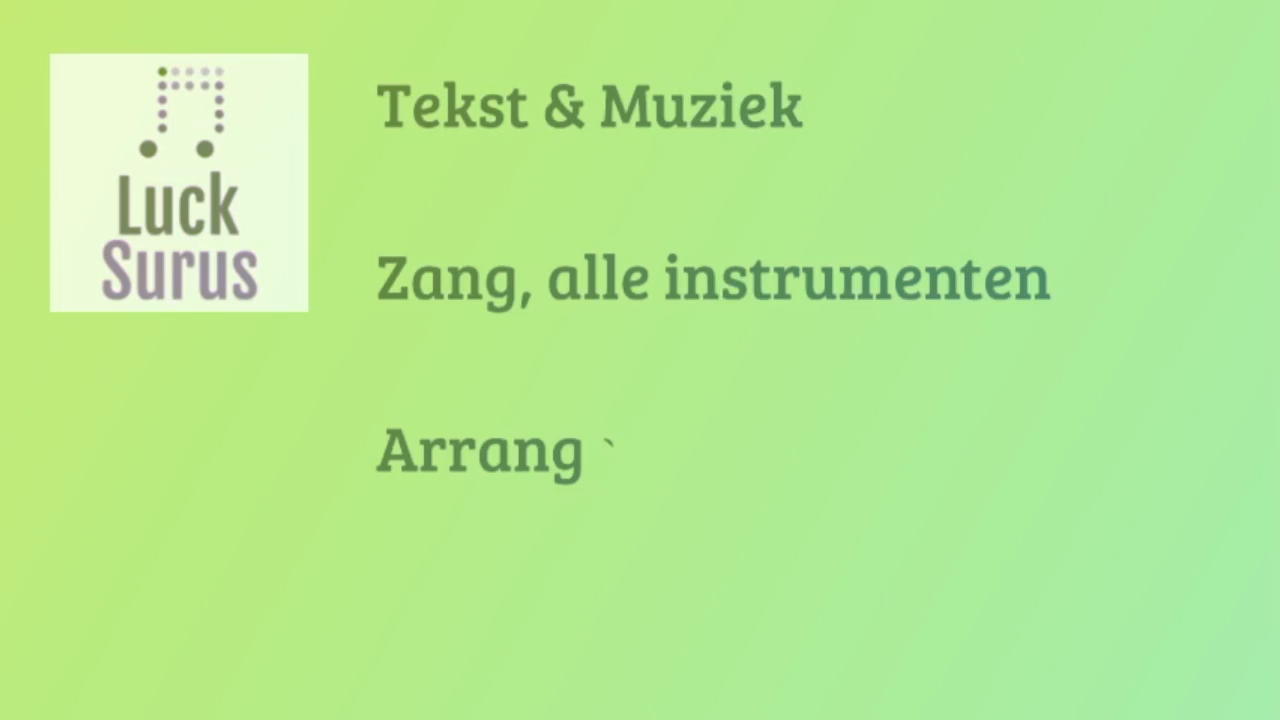 Luck
Surus
Tekst & Muziek
Zang, alle instrumenten
Arrang